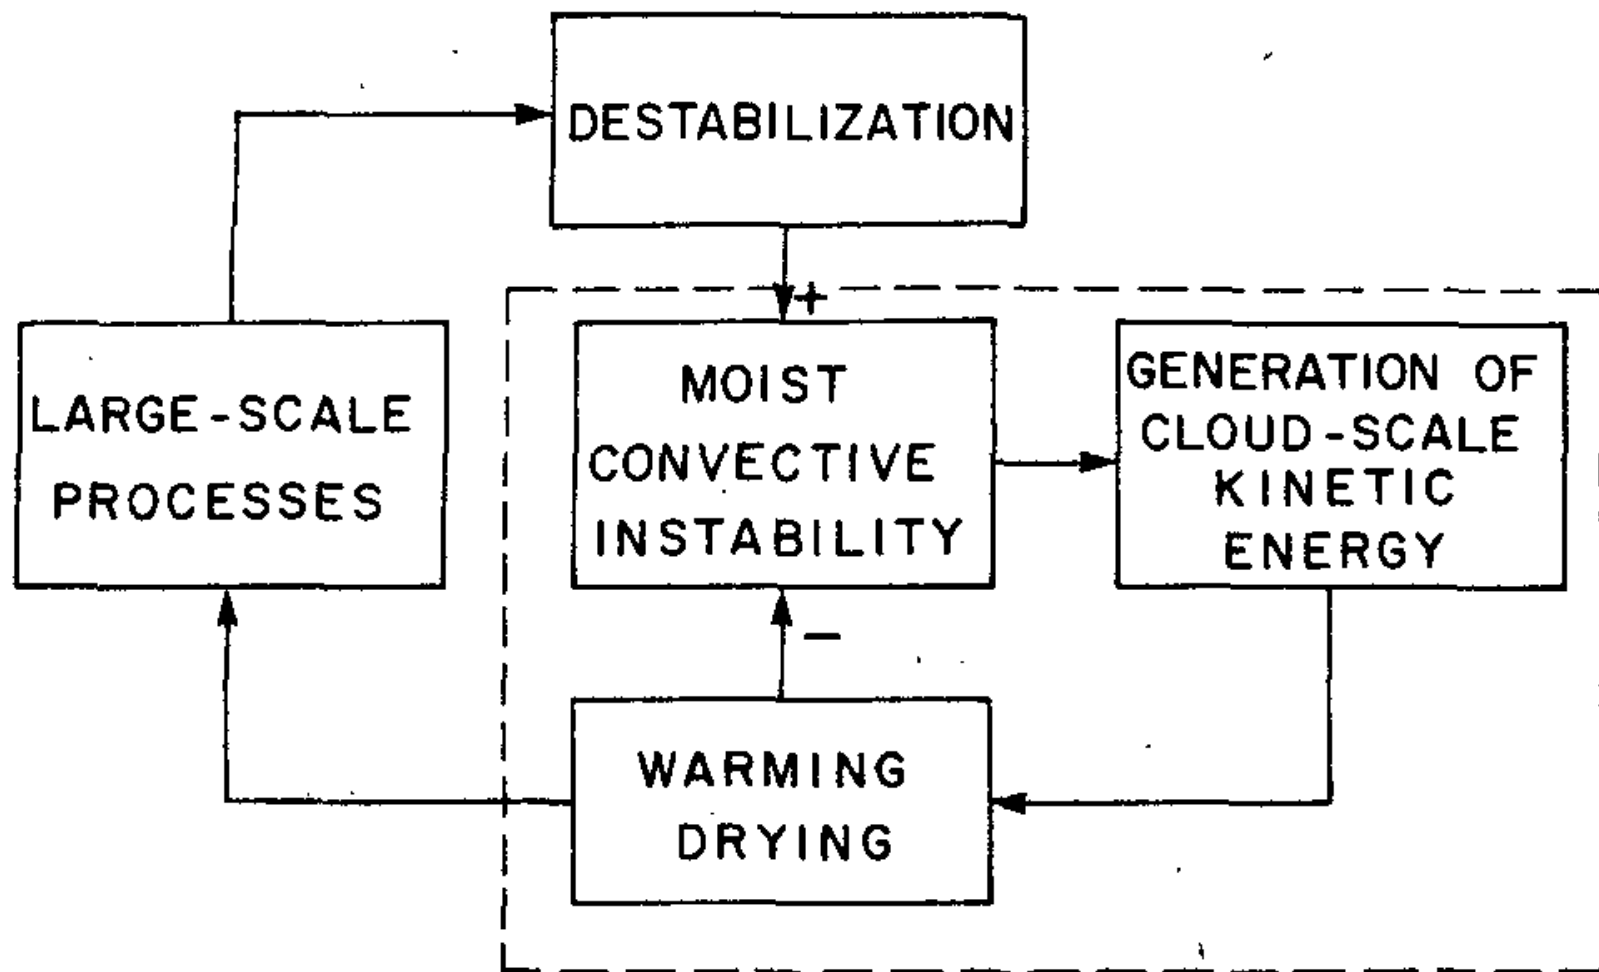 DESTABILIZATION
+
LARGE-SCALE
PROCESSES
MOIST
CONVECTIVE
INSTABILITY
GENERATION OF
CLOUD-SCALE
KINETIC
ENERGY
−
WARMING
DRYING